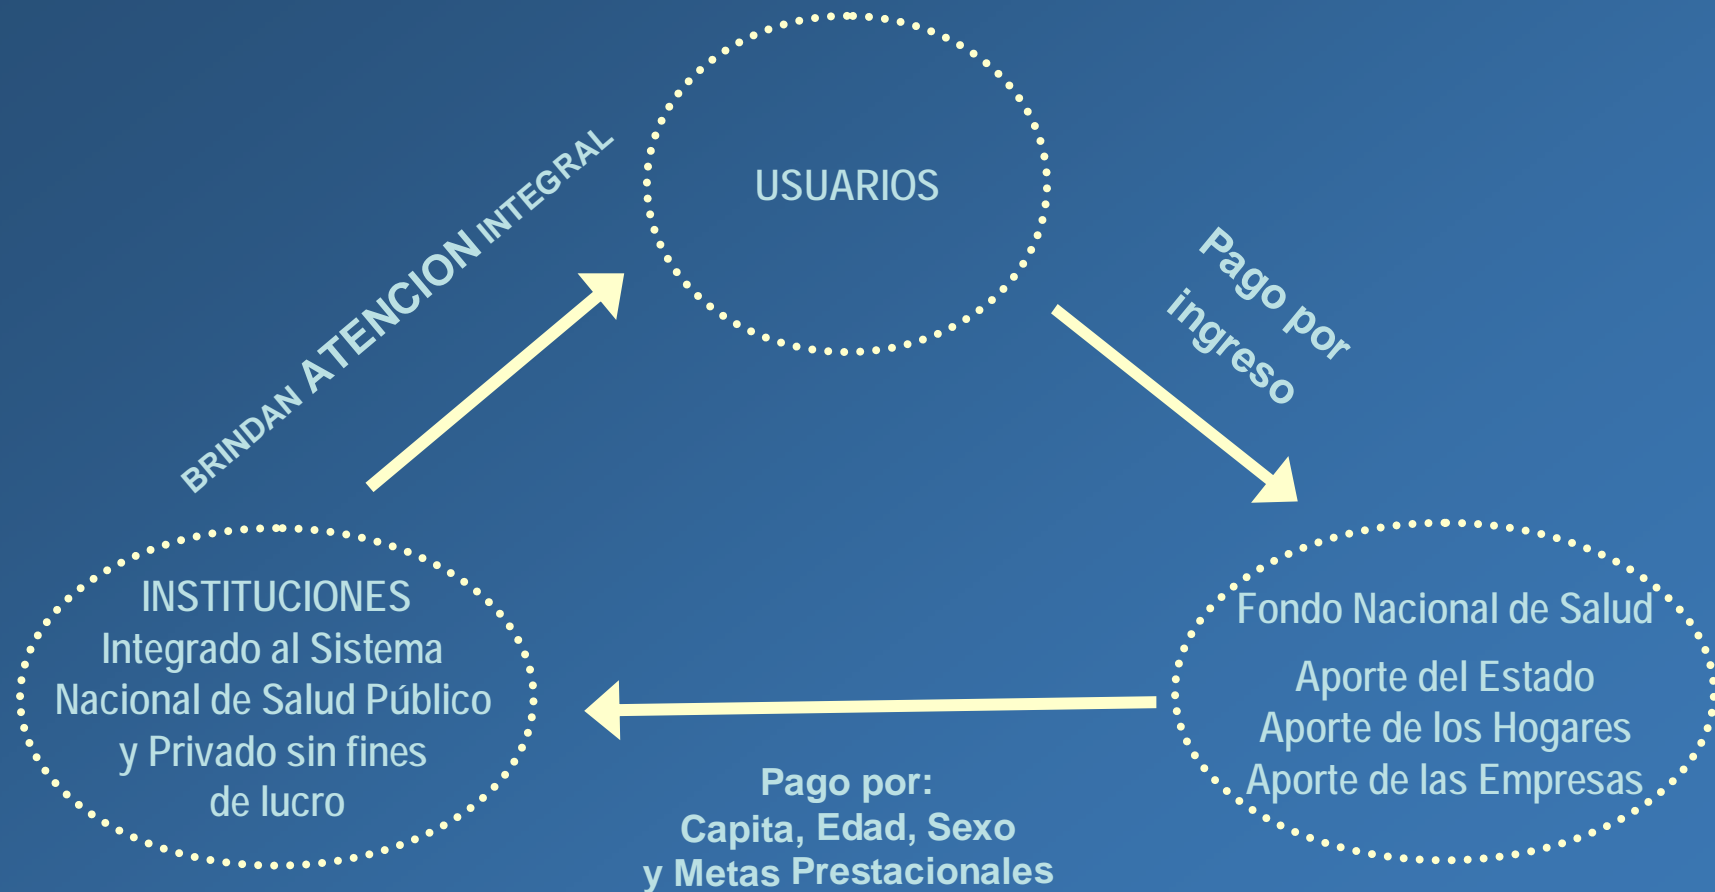 USUARIOS
BRINDAN ATENCION INTEGRAL
Pago por
ingreso
INSTITUCIONES
Integrado al Sistema
Nacional de Salud Público
y Privado sin fines
de lucro
Fondo Nacional de Salud
Aporte del Estado
Aporte de los Hogares
Aporte de las Empresas
Pago por:
Capita, Edad, Sexo
y Metas Prestacionales